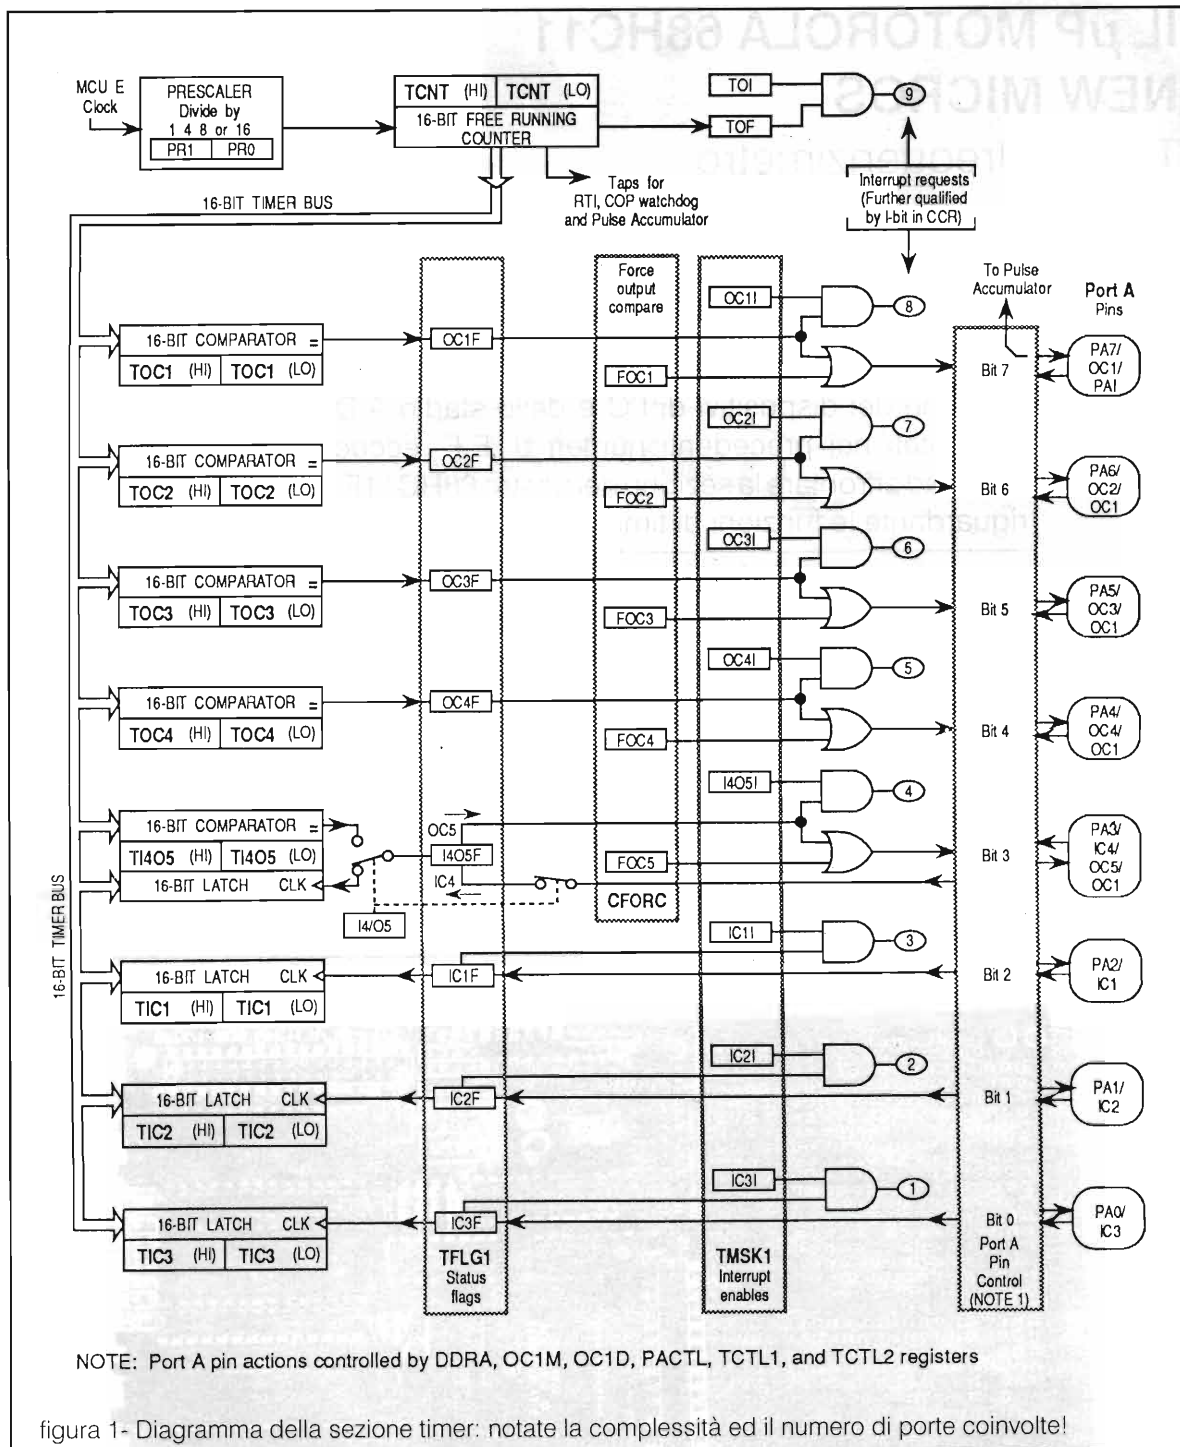 MCU E
Clock
PRESCALER
Divide by
1 4 8 or 16
PR1 PR0
TCNT (HI) TCNT (LO)
16-BIT FREE RUNNING
COUNTER
TOI
TOF
9
Taps for
RTI, COP watchdog
and Pulse Accumulator
Interrupt requests
(Further qualified
by I-bit in CCR)
16-BIT TIMER BUS
Force
output
compare
To Pulse
Accumulator
Port A
Pins
OC1I
8
16-BIT COMPARATOR =
TOC1 (HI) TOC1 (LO)
OC1F
FOC1
Bit 7
PA7/
OC1/
PAI
OC2I
7
16-BIT COMPARATOR =
TOC2 (HI) TOC2 (LO)
OC2F
FOC2
Bit 6
PA6/
OC2/
OC1
OC3I
6
16-BIT COMPARATOR =
TOC3 (HI) TOC3 (LO)
OC3F
FOC3
Bit 5
PA5/
OC3/
OC1
OC4I
5
16-BIT COMPARATOR =
TOC4 (HI) TOC4 (LO)
OC4F
FOC4
Bit 4
PA4/
OC4/
OC1
I4O5I
4
16-BIT COMPARATOR =
TI4O5 (HI) TI4O5 (LO)
16-BIT LATCH CLK
OC5
I4O5F
IC4
I4/O5
FOC5
CFORC
Bit 3
PA3/
IC4/
OC5/
OC1
16-BIT TIMER BUS
IC1I
3
16-BIT LATCH CLK
TIC1 (HI) TIC1 (LO)
IC1F
Bit 2
PA2/
IC1
IC2I
2
16-BIT LATCH CLK
TIC2 (HI) TIC2 (LO)
IC2F
Bit 1
PA1/
IC2
IC3I
1
16-BIT LATCH CLK
TIC3 (HI) TIC3 (LO)
IC3F
Bit 0
PA0/
IC3
TFLG1
Status
flags
TMSK1
Interrupt
enables
Port A
Pin
Control
(NOTE 1)
NOTE: Port A pin actions controlled by DDRA, OC1M, OC1D, PACTL, TCTL1, and TCTL2 registers
figura 1- Diagramma della sezione timer: notate la complessità ed il numero di porte coinvolte!